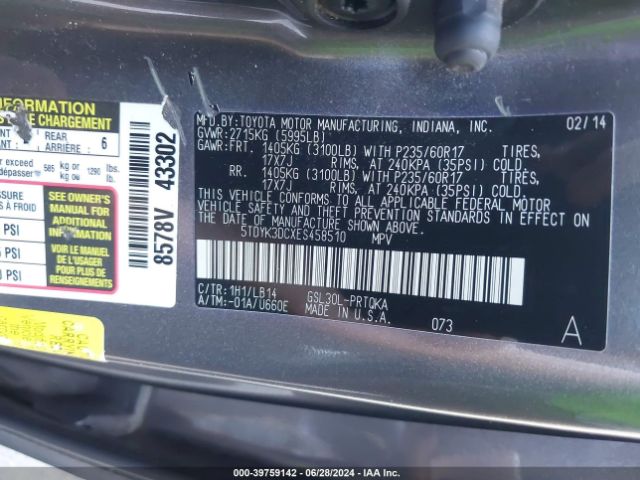 MFD.BY:TOYOTA MOTOR MANUFACTURING, INDIANA, INC. 02/14
GVWR:2715KG (5995LB)
GAWR:FRT. 1405KG (3100LB) WITH P235/60R17 TIRES,
17X7J RIMS, AT 240KPA (35PSI) COLD
RR. 1405KG (3100LB) WITH P235/60R17 TIRES,
17X7J RIMS, AT 240KPA (35PSI) COLD
THIS VEHICLE CONFORMS TO ALL APPLICABLE FEDERAL MOTOR
VEHICLE SAFETY AND THEFT PREVENTION STANDARDS IN EFFECT
ON THE DATE OF MANUFACTURE SHOWN ABOVE.
5TDYK3DCXES458510 MPV
C/TR:1H1/LB14 GSL30L-PRTQKA
A/TM:-01A/U660E MADE IN U.S.A.
073 A
INFORMATION
CHARGEMENT
REAR
ARRIÈRE 6
exceed 585 kg or 1290 lbs.
dépasser kg ou lb.
SEE OWNER'S
MANUAL FOR
ADDITIONAL
INFORMATION
VOIR LE MANUEL
DE L'USAGER
POUR PLUS DE
RENSEIGNEMENTS
À FROID
PSI
PSI
PSI
8578V 43302
000-39759142 - 06/28/2024 - IAA Inc.